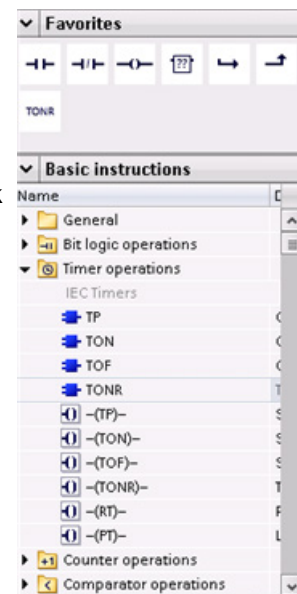 Favorites
??
TONR
Basic instructions
Name
General
Bit logic operations
Timer operations
IEC Timers
TP
TON
TOF
TONR
–(TP)–
–(TON)–
–(TOF)–
–(TONR)–
–(RT)–
–(PT)–
+1 Counter operations
< Comparator operations